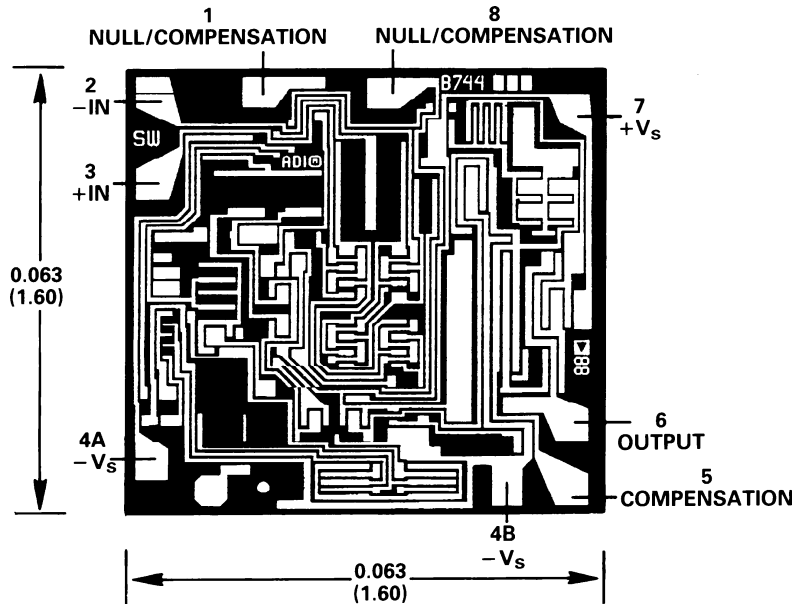 1
NULL/COMPENSATION
8
NULL/COMPENSATION
2
−IN
B744
7
+VS
SW
ADI
3
+IN
0.063
(1.60)
88
4A
−VS
6
OUTPUT
5
COMPENSATION
4B
−VS
0.063
(1.60)